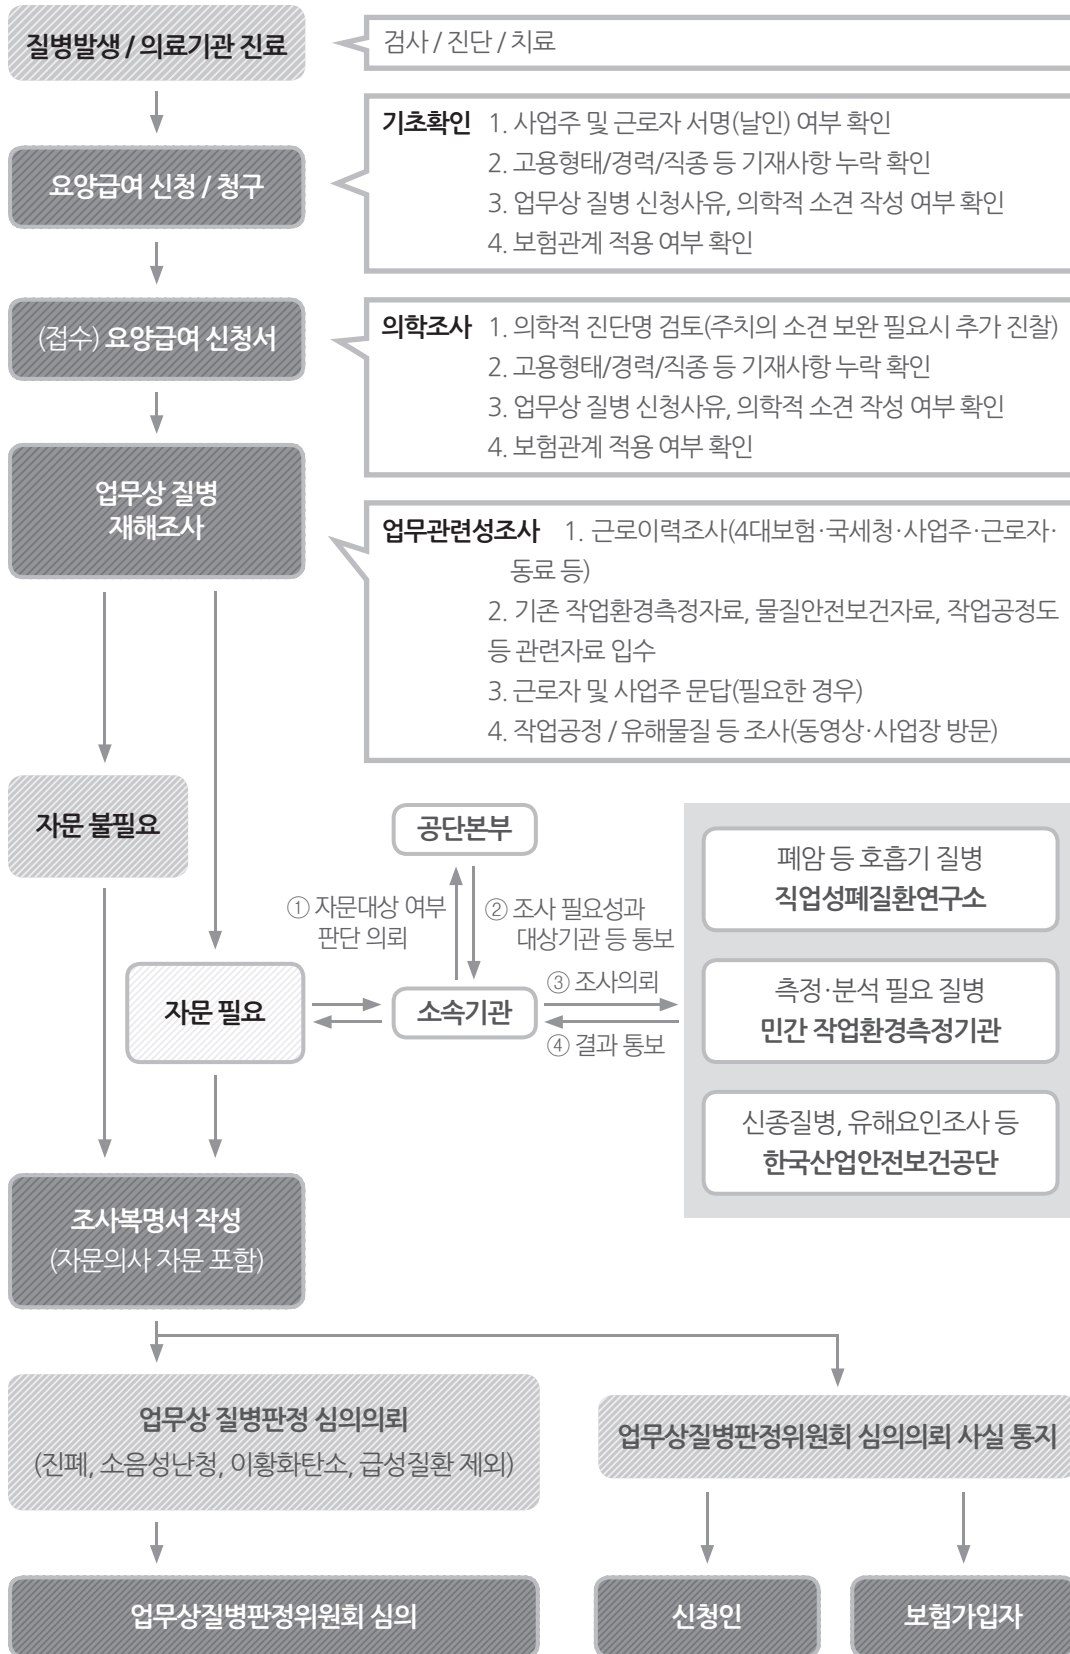 질병발생 / 의료기관 진료
검사 / 진단 / 치료
요양급여 신청 / 청구
기초확인 1. 사업주 및 근로자 서명(날인) 여부 확인
2. 고용형태/경력/직종 등 기재사항 누락 확인
3. 업무상 질병 신청사유, 의학적 소견 작성 여부 확인
4. 보험관계 적용 여부 확인
(접수) 요양급여 신청서
의학조사 1. 의학적 진단명 검토(주치의 소견 보완 필요시 추가 진찰)
2. 고용형태/경력/직종 등 기재사항 누락 확인
3. 업무상 질병 신청사유, 의학적 소견 작성 여부 확인
4. 보험관계 적용 여부 확인
업무상 질병
재해조사
업무관련성조사 1. 근로이력조사(4대보험·국세청·사업주·근로자·
동료 등)
2. 기존 작업환경측정자료, 물질안전보건자료, 작업공정도
등 관련자료 입수
3. 근로자 및 사업주 문답(필요한 경우)
4. 작업공정 / 유해물질 등 조사(동영상·사업장 방문)
자문 불필요
자문 필요
공단본부
① 자문대상 여부
판단 의뢰
② 조사 필요성과
대상기관 등 통보
소속기관
③ 조사의뢰
④ 결과 통보
폐암 등 호흡기 질병
직업성폐질환연구소
측정·분석 필요 질병
민간 작업환경측정기관
신종질병, 유해요인조사 등
한국산업안전보건공단
조사복명서 작성
(자문의사 자문 포함)
업무상 질병판정 심의의뢰
(진폐, 소음성난청, 이황화탄소, 급성질환 제외)
업무상질병판정위원회 심의의뢰 사실 통지
업무상질병판정위원회 심의
신청인
보험가입자